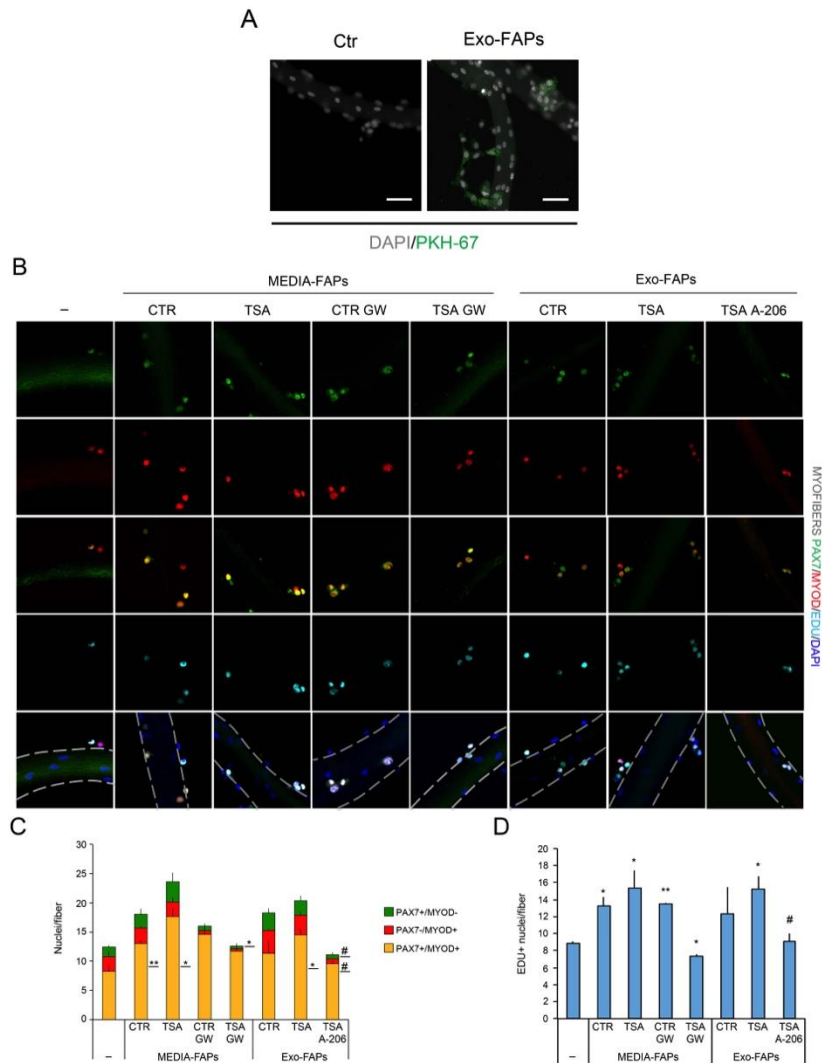 A
Ctr Exo-FAPs
DAPI/PKH-67
B
MEDIA-FAPs Exo-FAPs
– CTR TSA CTR GW TSA GW CTR TSA TSA A-206
MYOFIBERS PAX7/MYOD/EDU/DAPI
C
Nuclei/fiber
30
25
20
15
10
5
0
** * * * # #
PAX7+/MYOD-
PAX7-/MYOD+
PAX7+/MYOD+
CTR TSA CTR GW TSA GW CTR TSA TSA A-206
– MEDIA-FAPs Exo-FAPs
D
EDU+ nuclei/fiber
20
18
16
14
12
10
8
6
4
2
0
* * ** * * #
CTR TSA CTR GW TSA GW CTR TSA TSA A-206
– MEDIA-FAPs Exo-FAPs